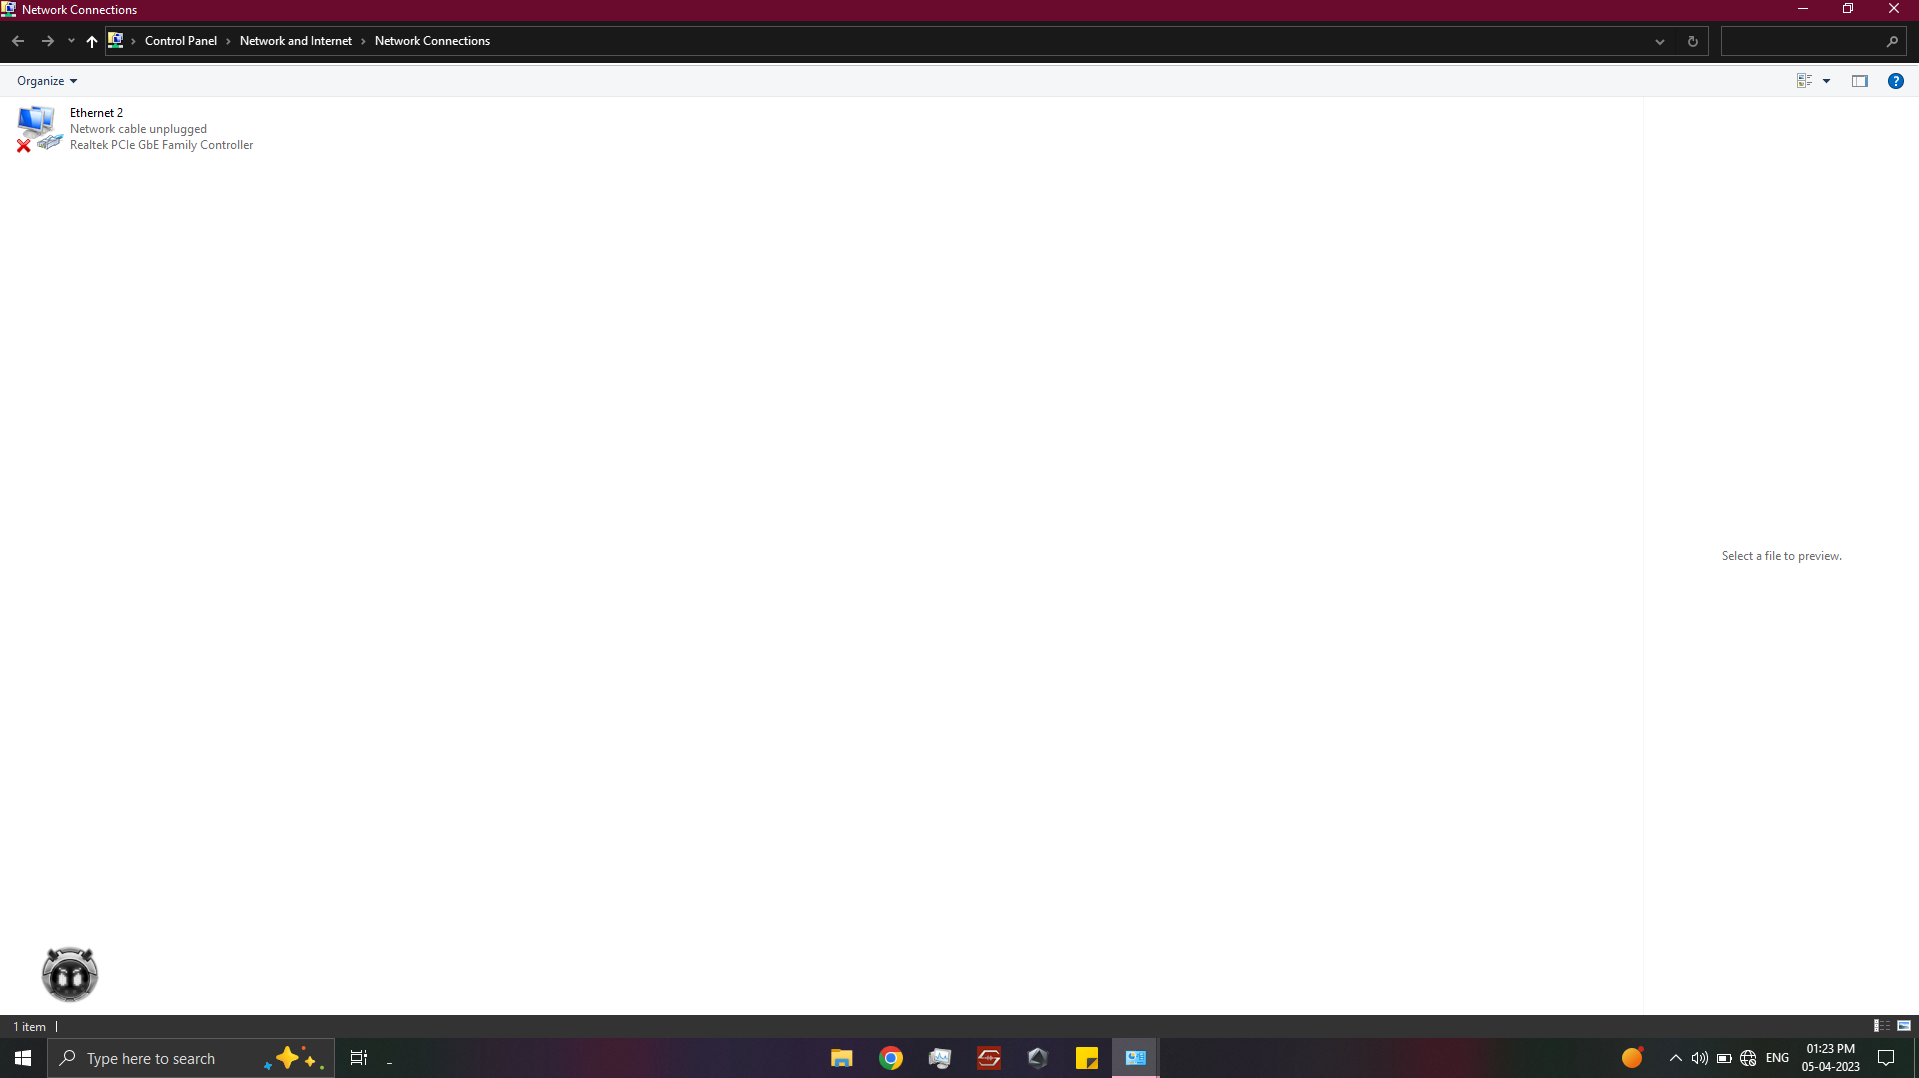 Network Connections
Control Panel > Network and Internet > Network Connections
Organize
Ethernet 2
Network cable unplugged
Realtek PCIe GbE Family Controller
Select a file to preview.
1 item
Type here to search
ENG
01:23 PM
05-04-2023